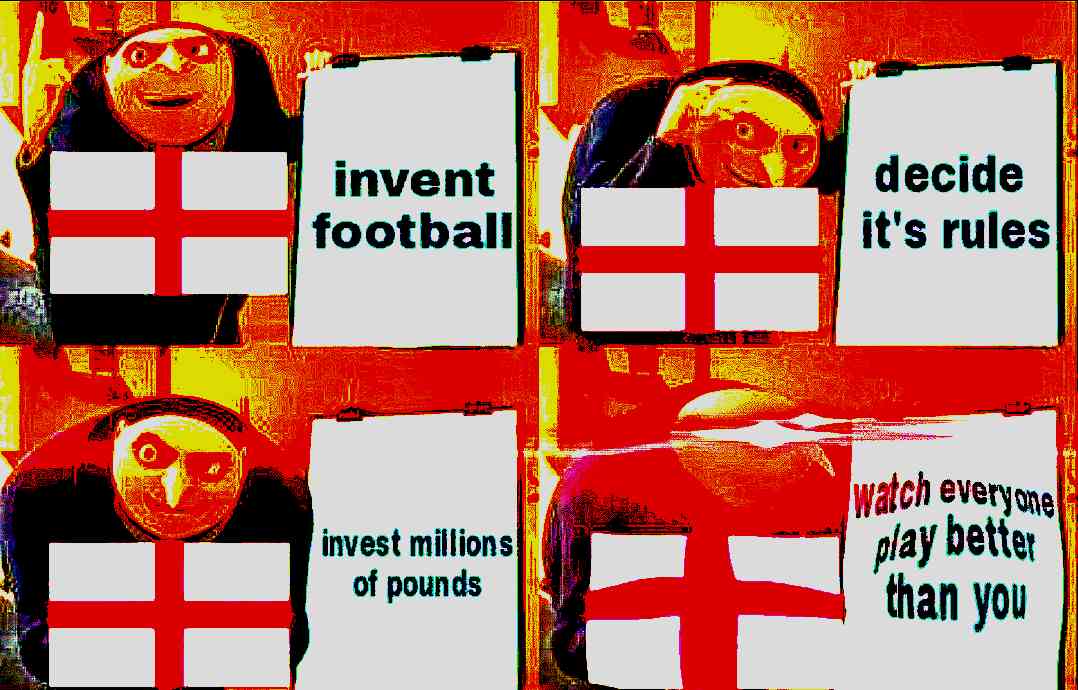 invent
football
decide
it's rules
invest millions
of pounds
watch everyone
play better
than you